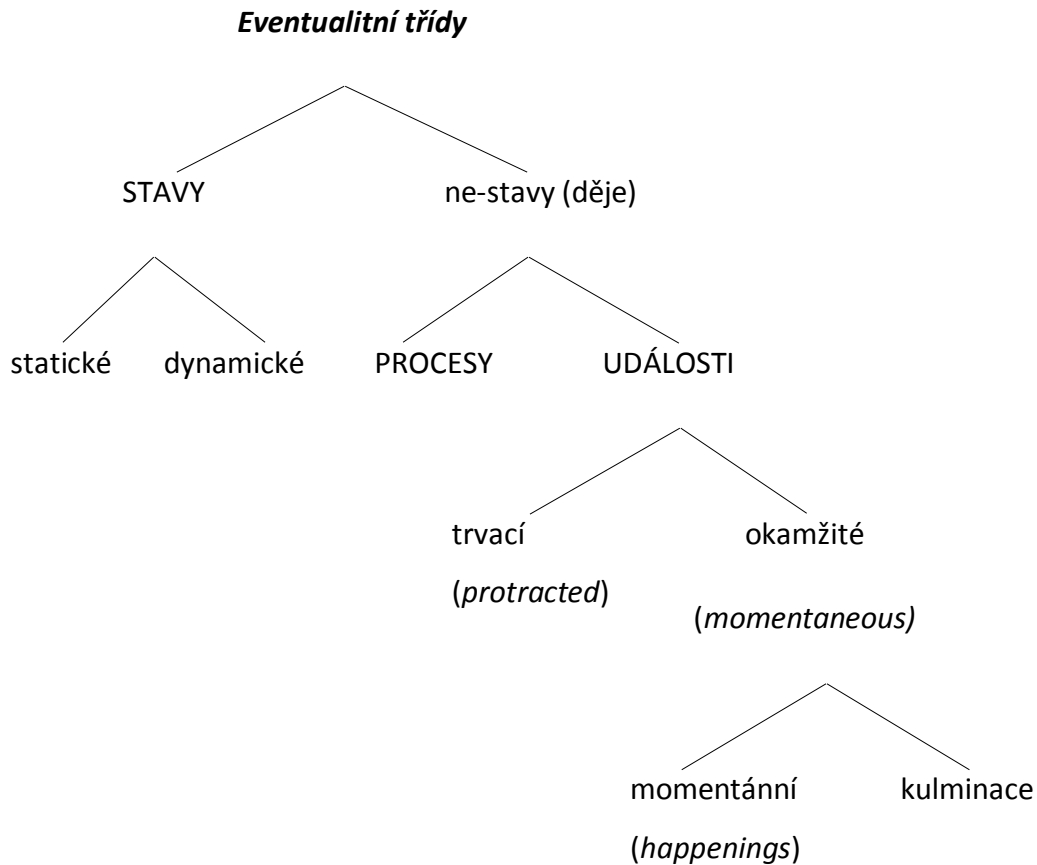 Eventualitní třídy
STAVY ne-stavy (děje)
statické dynamické PROCESY UDÁLOSTI
trvací okamžité
(protracted)
(momentaneous)
momentánní kulminace
(happenings)